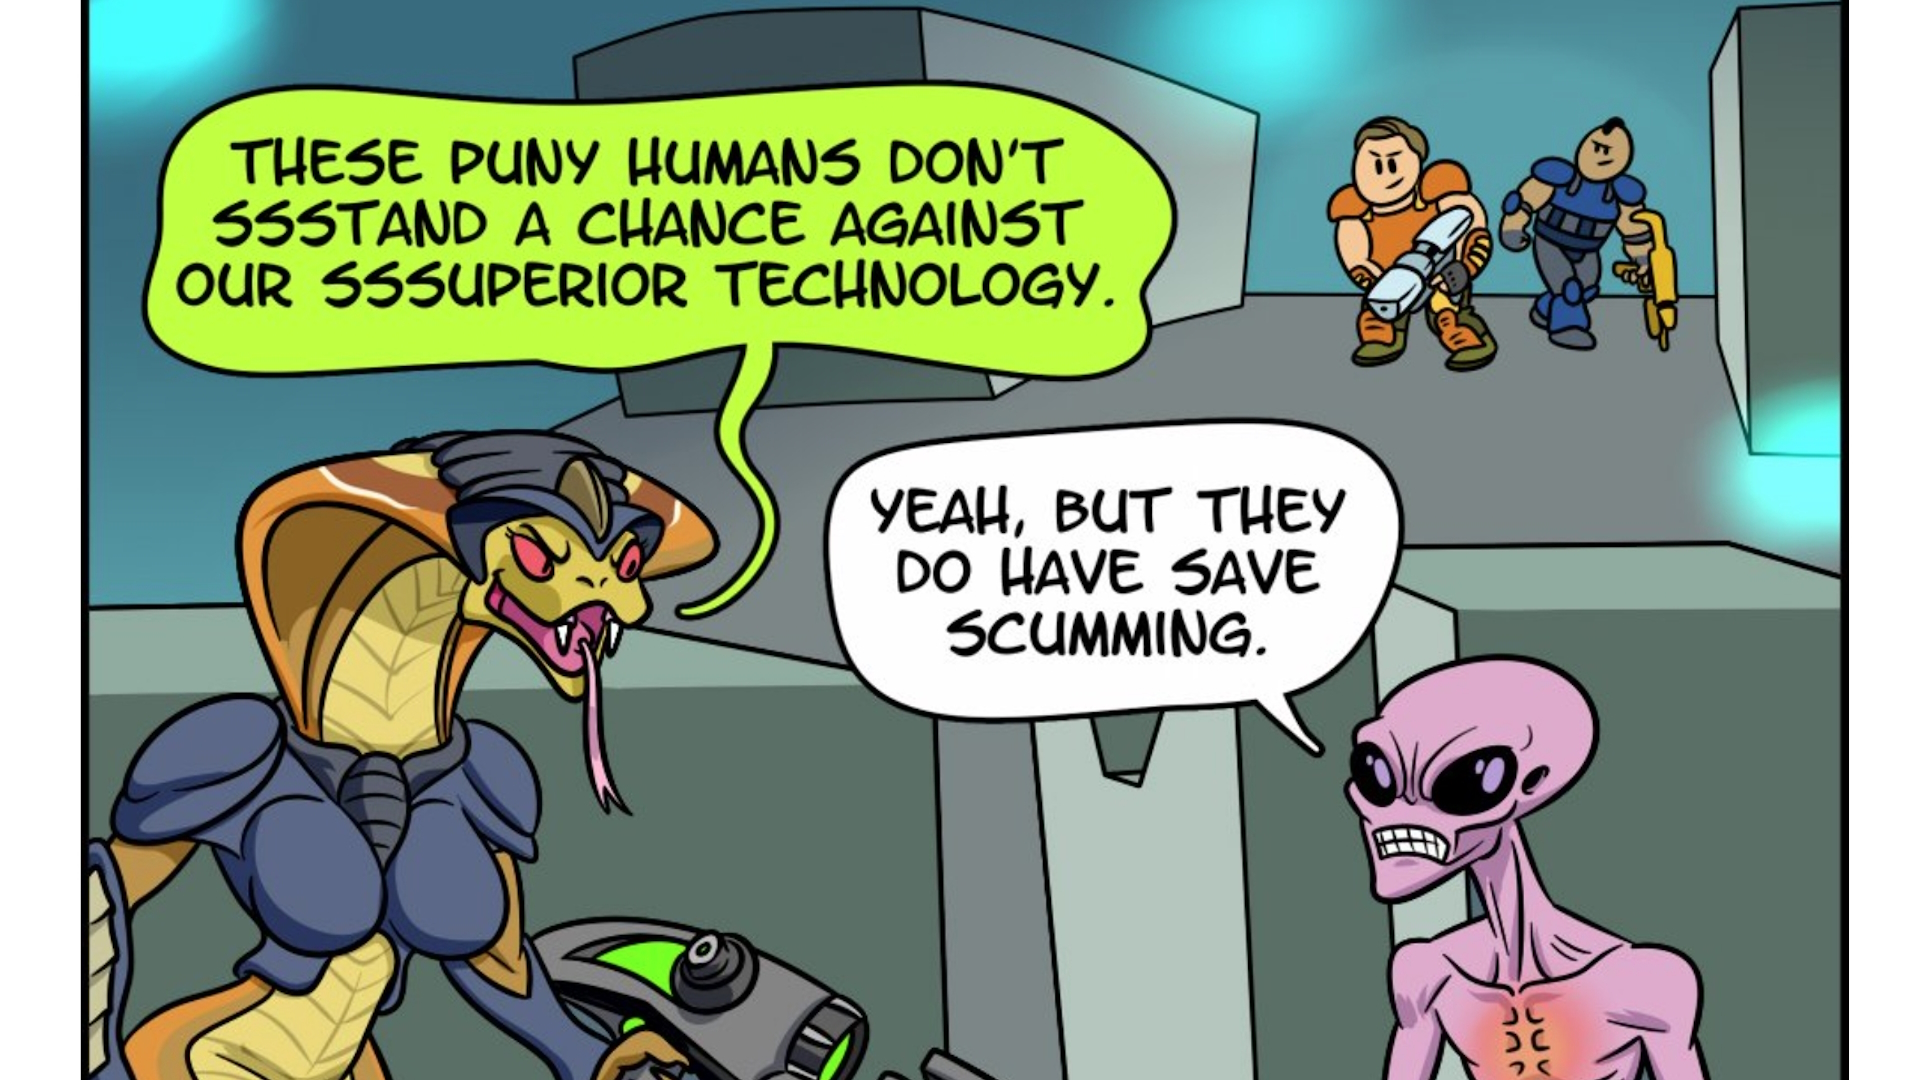 THESE PUNY HUMANS DON'T
SSSTAND A CHANCE AGAINST
OUR SSSUPERIOR TECHNOLOGY.
YEAH, BUT THEY
DO HAVE SAVE
SCUMMING.